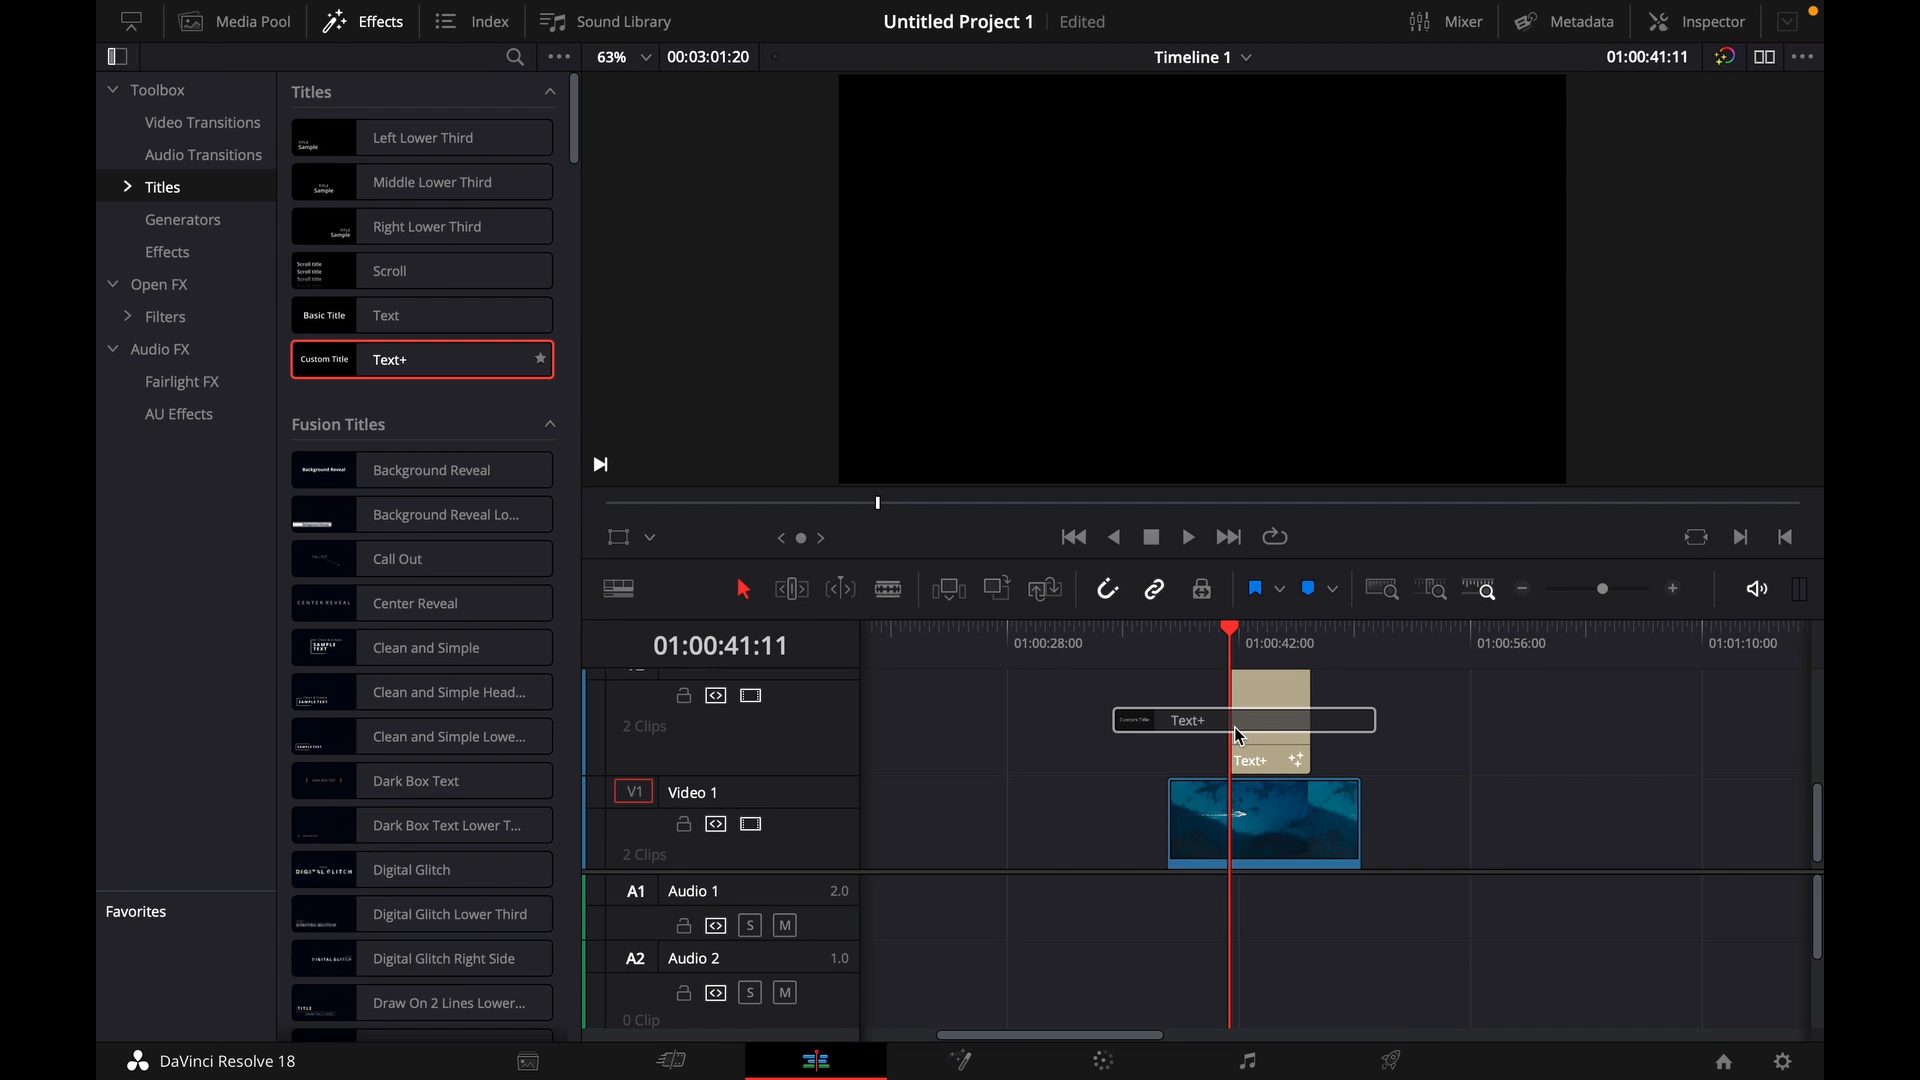 Media Pool
Effects
Index
Sound Library
Untitled Project 1
Edited
Mixer
Metadata
Inspector
63%
00:03:01:20
Timeline 1
01:00:41:11
Toolbox
Video Transitions
Audio Transitions
Titles
Generators
Effects
Open FX
Filters
Audio FX
Fairlight FX
AU Effects
Favorites
Titles
Left Lower Third
Middle Lower Third
Right Lower Third
Scroll
Basic Title
Text
Custom Title
Text+
Fusion Titles
Background Reveal
Background Reveal Lo...
Call Out
Center Reveal
Clean and Simple
Clean and Simple Head...
Clean and Simple Lowe...
Dark Box Text
Dark Box Text Lower T...
Digital Glitch
Digital Glitch Lower Third
Digital Glitch Right Side
Draw On 2 Lines Lower...
01:00:41:11
01:00:28:00
01:00:42:00
01:00:56:00
01:01:10:00
2 Clips
Text+
Text+
V1
Video 1
2 Clips
A1
Audio 1
2.0
S
M
A2
Audio 2
1.0
S
M
0 Clip
DaVinci Resolve 18